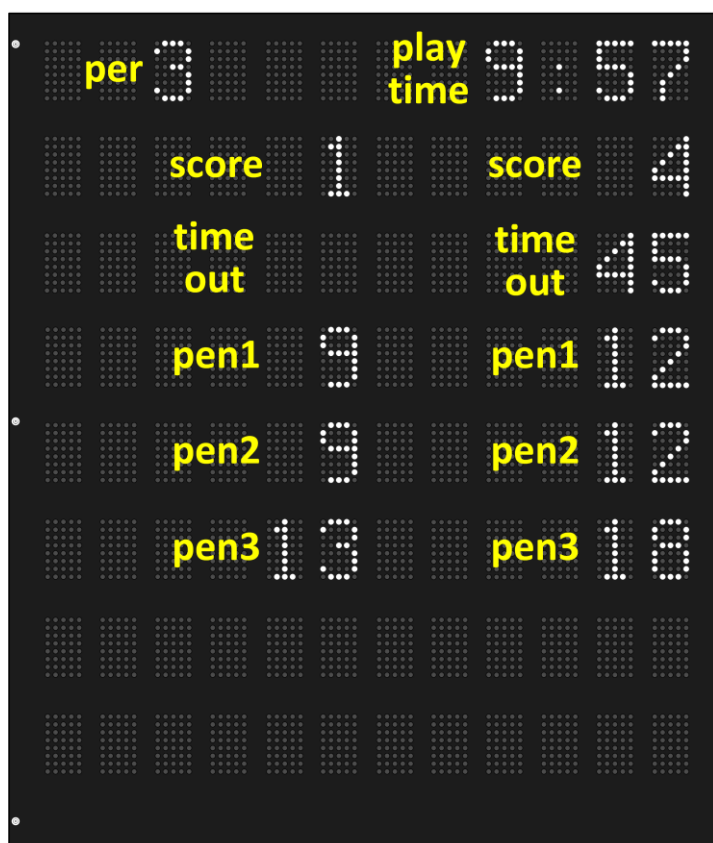 per 3 play time 9:57
score 1 score 4
time out time out 45
pen1 9 pen1 12
pen2 9 pen2 12
pen3 13 pen3 18